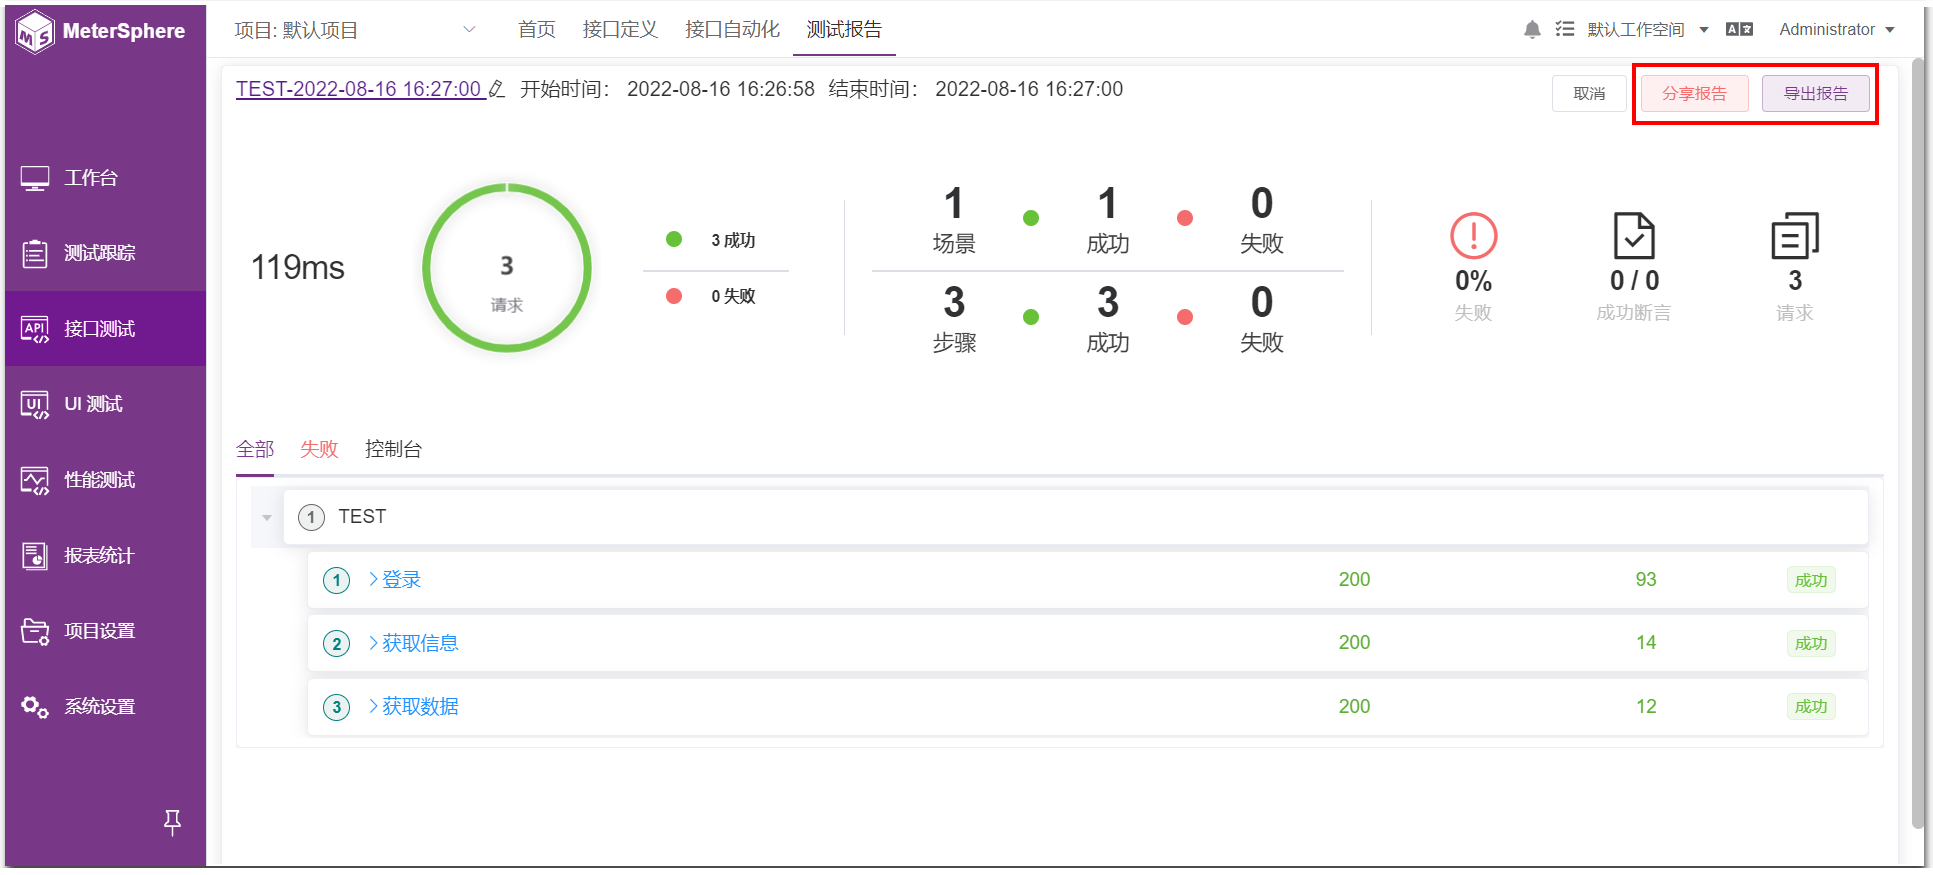 MeterSphere
项目: 默认项目
首页
接口定义
接口自动化
测试报告
默认工作空间
Administrator
TEST-2022-08-16 16:27:00
开始时间: 2022-08-16 16:26:58
结束时间: 2022-08-16 16:27:00
取消
分享报告
导出报告
工作台
测试跟踪
API
接口测试
UI
UI 测试
性能测试
报表统计
项目设置
系统设置
119ms
3
请求
3 成功
0 失败
1
场景
1
成功
0
失败
3
步骤
3
成功
0
失败
0%
失败
0 / 0
成功断言
3
请求
全部
失败
控制台
1 TEST
1 登录 200 93 成功
2 获取信息 200 14 成功
3 获取数据 200 12 成功